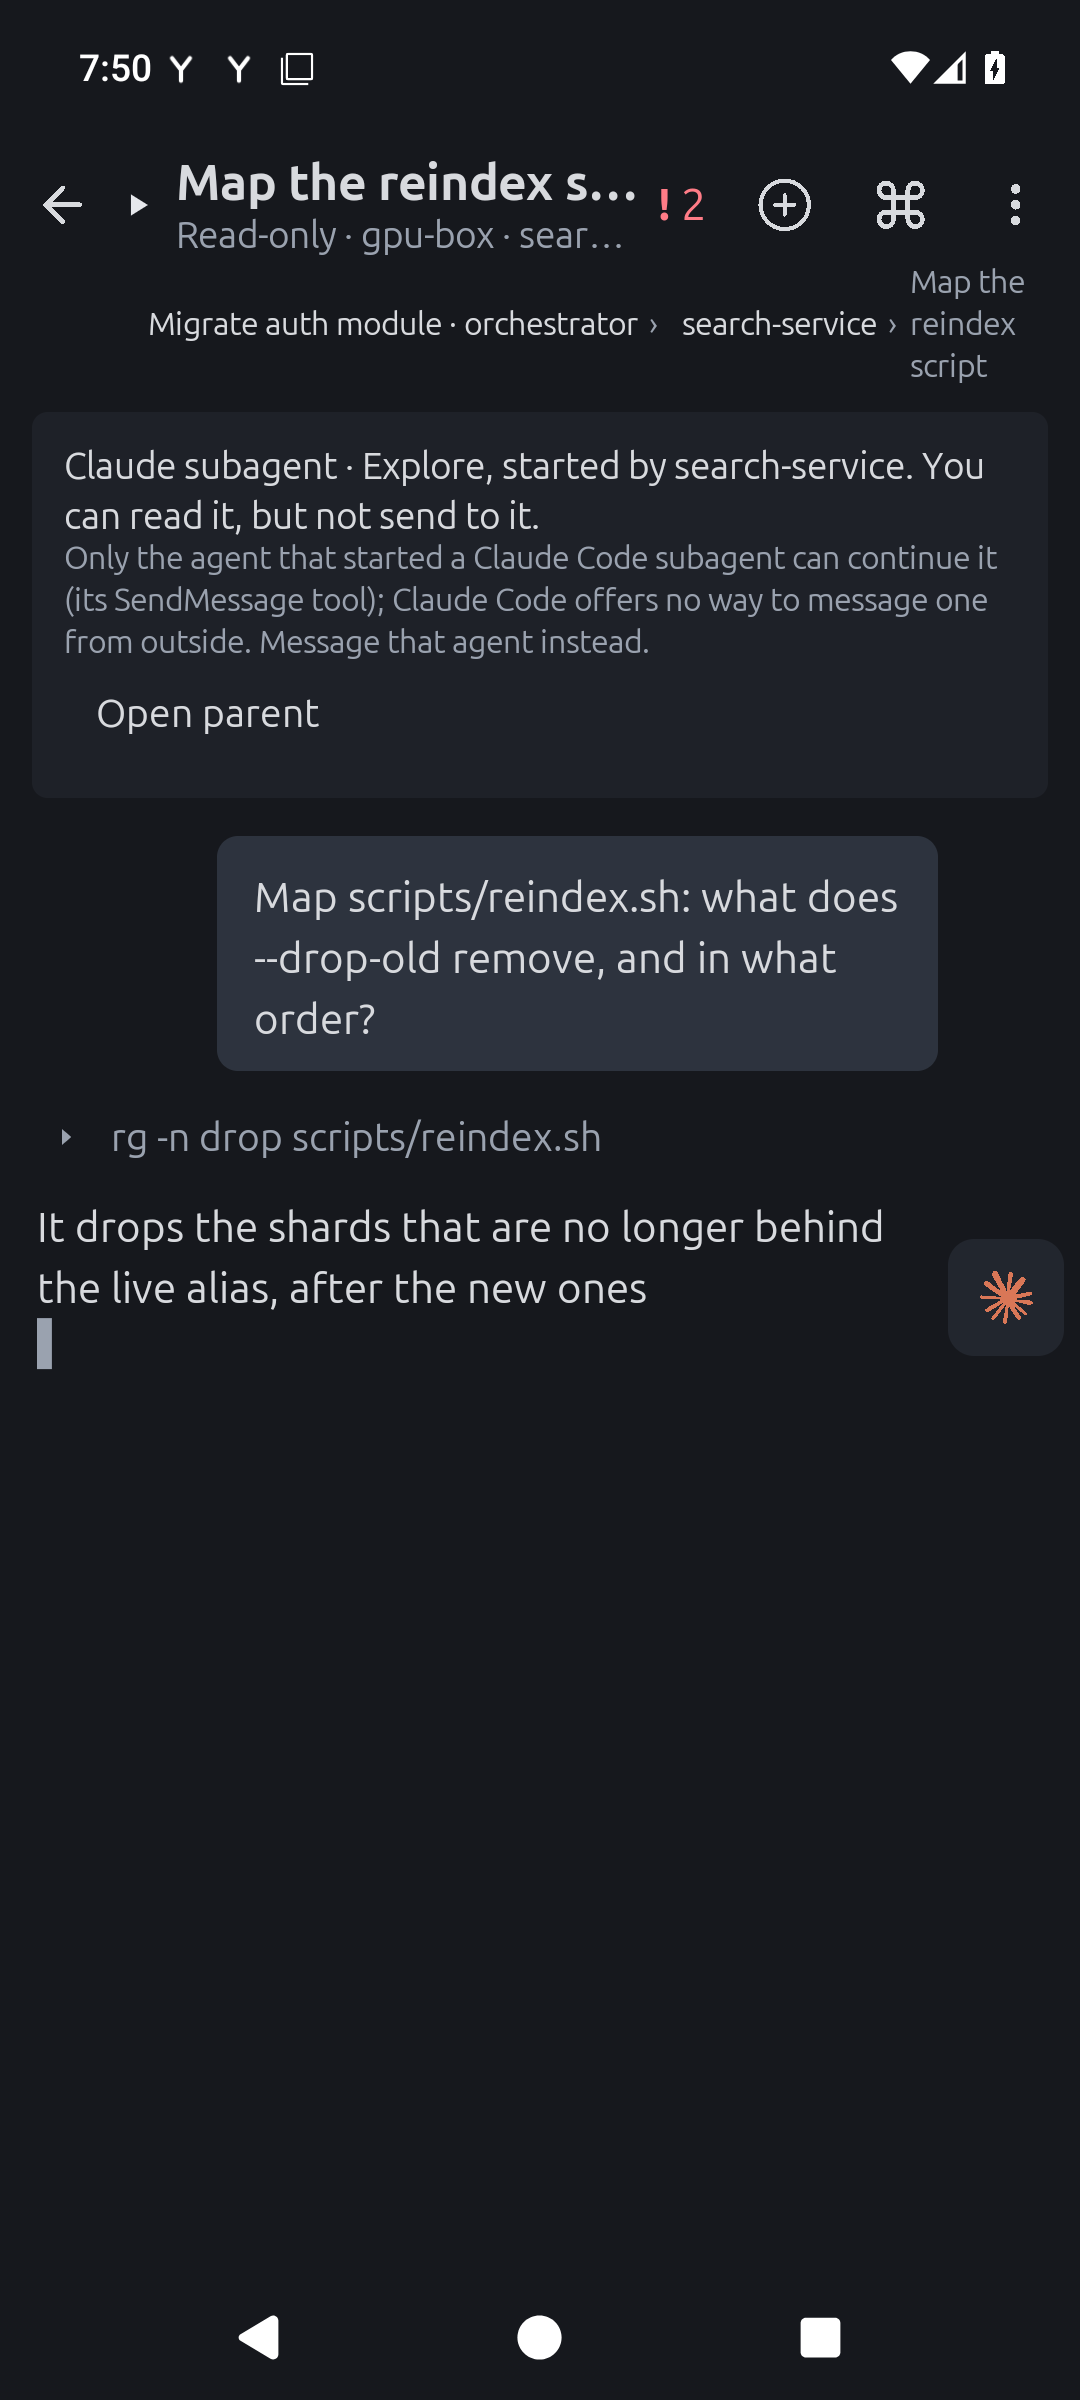 7:50
Map the reindex s…
! 2
Read-only · gpu-box · sear…
Migrate auth module · orchestrator › search-service › Map the
reindex
script
Claude subagent · Explore, started by search-service. You
can read it, but not send to it.
Only the agent that started a Claude Code subagent can continue it
(its SendMessage tool); Claude Code offers no way to message one
from outside. Message that agent instead.
Open parent
Map scripts/reindex.sh: what does
--drop-old remove, and in what
order?
rg -n drop scripts/reindex.sh
It drops the shards that are no longer behind
the live alias, after the new ones